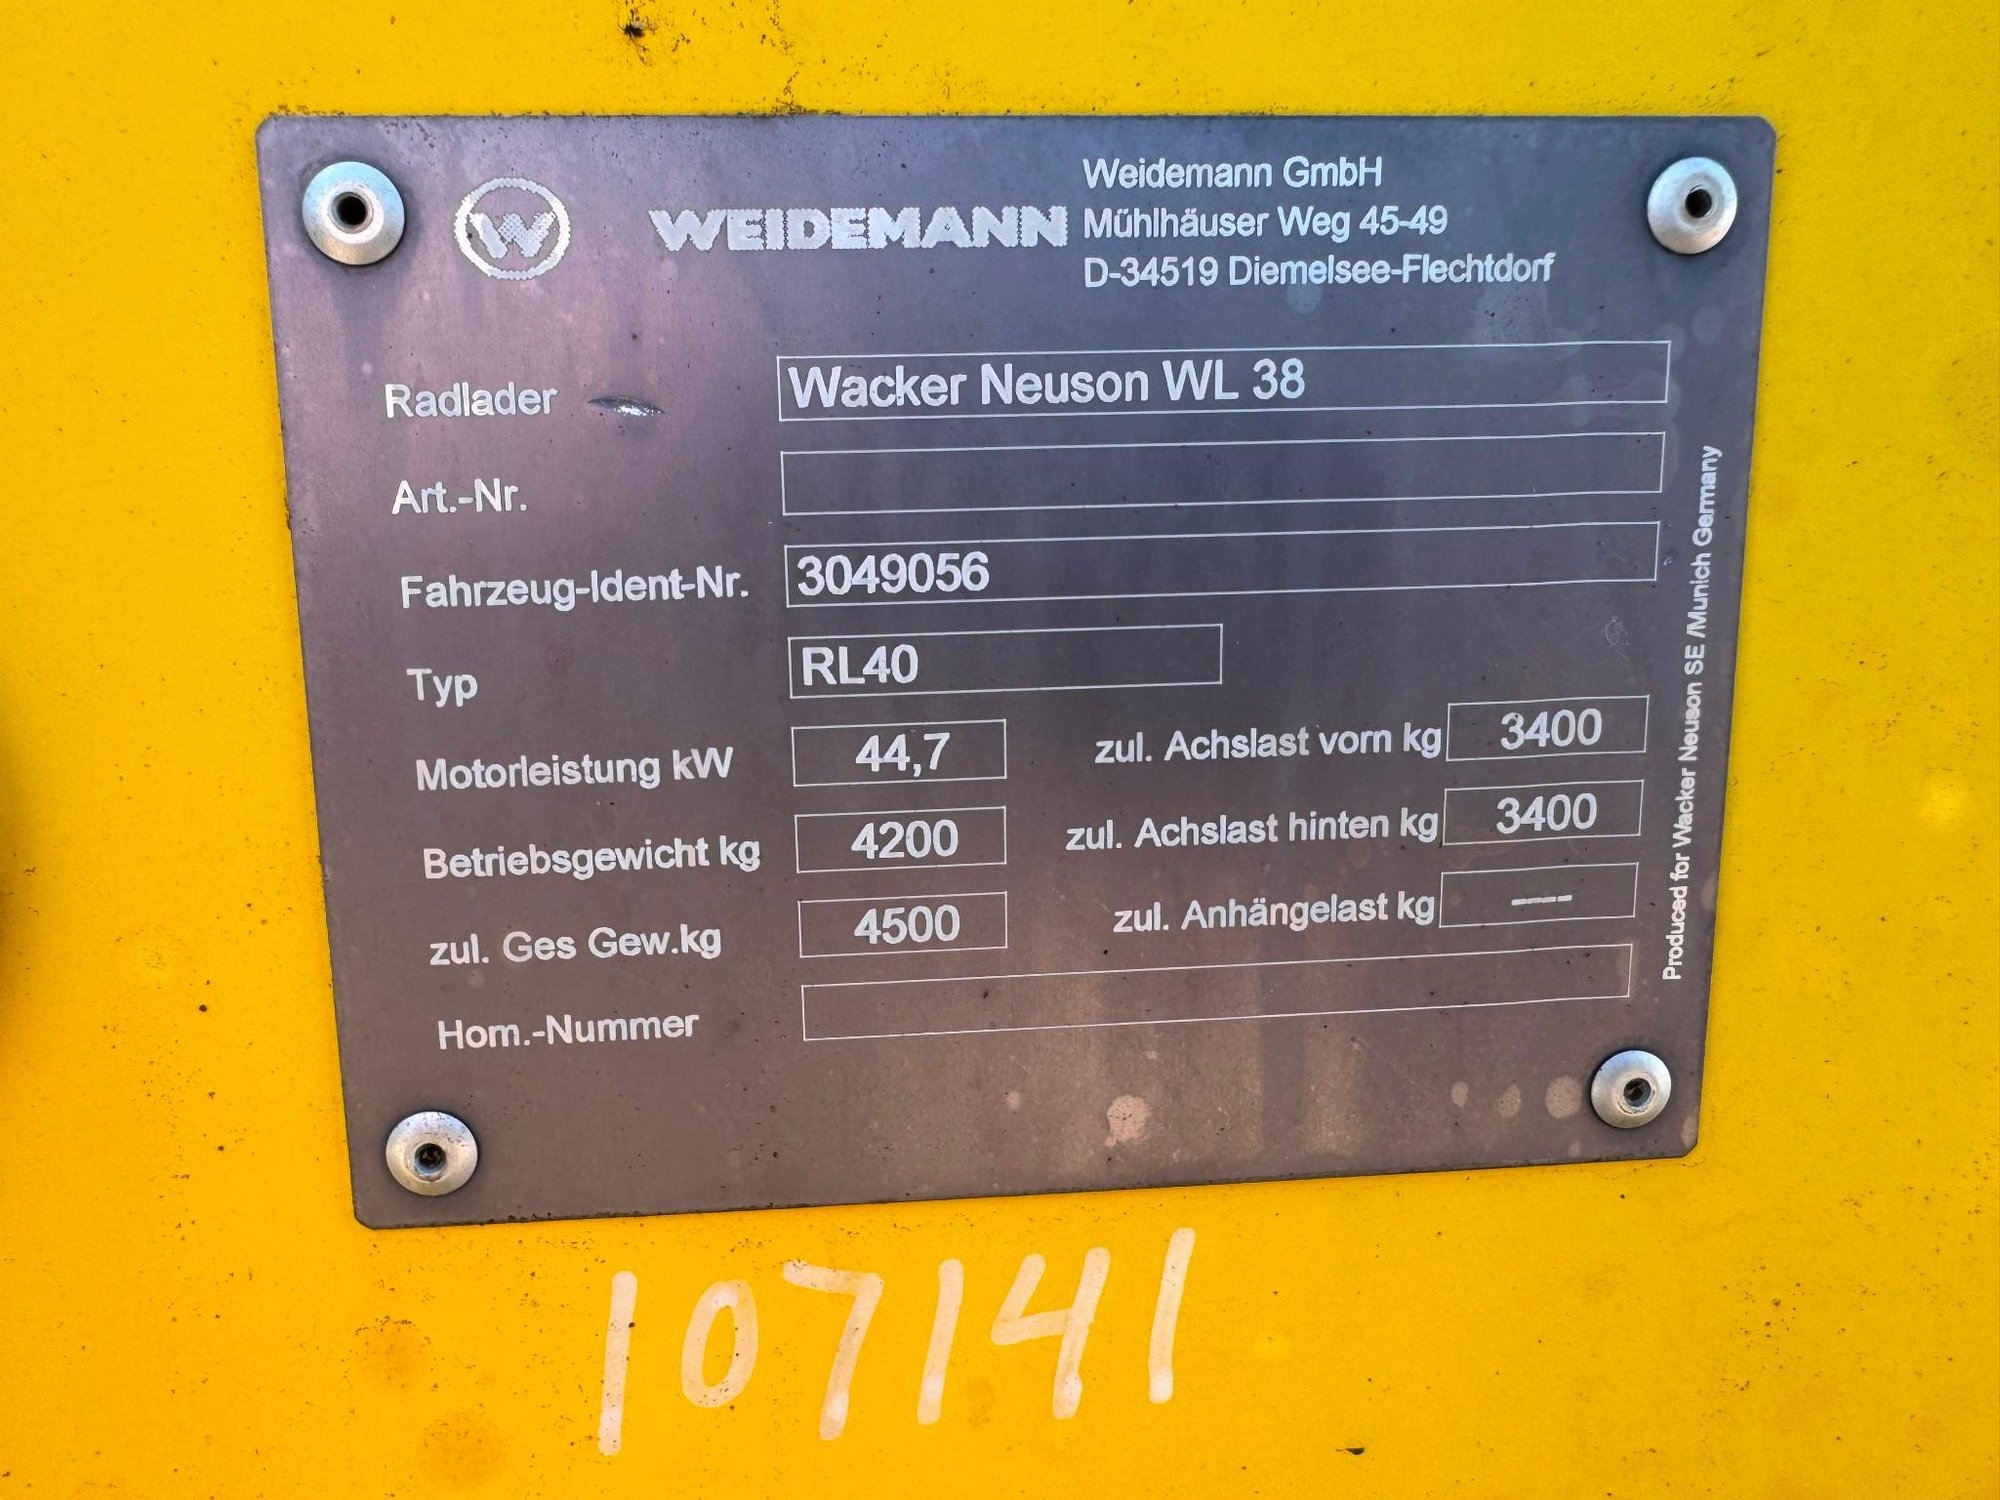 W WEIDEMANN
Weidemann GmbH
Mühlhäuser Weg 45-49
D-34519 Diemelsee-Flechtdorf
Radlader Wacker Neuson WL 38
Art.-Nr.
Fahrzeug-Ident-Nr. 3049056
Typ RL40
Motorleistung kW 44,7 zul. Achslast vorn kg 3400
Betriebsgewicht kg 4200 zul. Achslast hinten kg 3400
zul. Ges Gew.kg 4500 zul. Anhängelast kg ----
Hom.-Nummer
Produced for Wacker Neuson SE /Munich Germany
107141